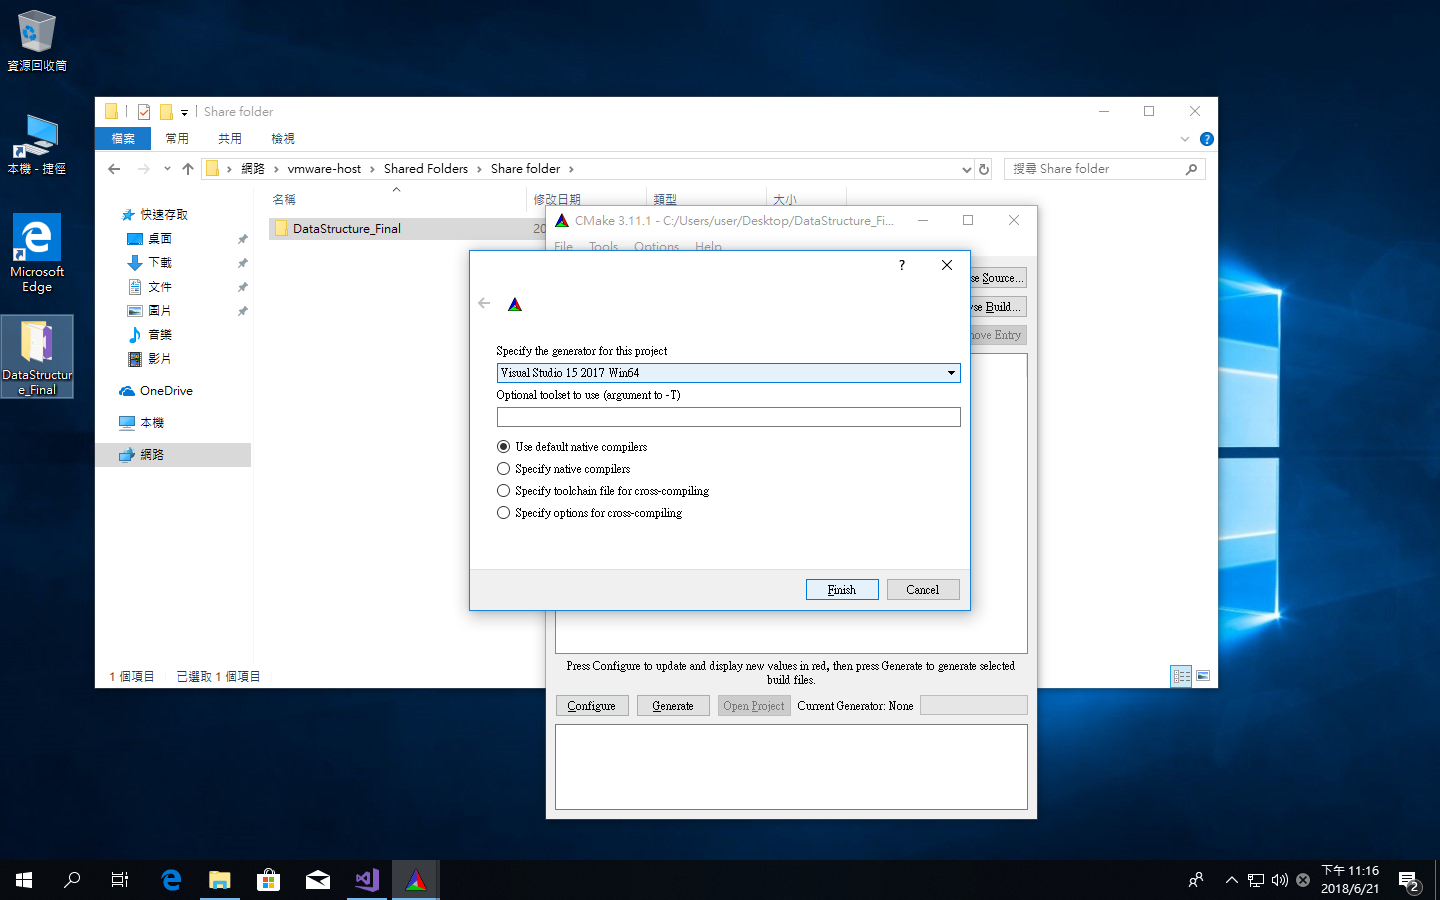 資源回收筒
本機 - 捷徑
Microsoft
Edge
DataStructur
e_Final
Share folder
檔案
常用
共用
檢視
網路
vmware-host
Shared Folders
Share folder
搜尋 Share folder
快速存取
桌面
下載
文件
圖片
音樂
影片
OneDrive
本機
網路
名稱
修改日期
類型
大小
DataStructure_Final
20
1 個項目
已選取 1 個項目
CMake 3.11.1 - C:/Users/user/Desktop/DataStructure_Fi...
File
Tools
Options
Help
se Source...
wse Build...
move Entry
?
Specify the generator for this project
Visual Studio 15 2017 Win64
Optional toolset to use (argument to -T)
Use default native compilers
Specify native compilers
Specify toolchain file for cross-compiling
Specify options for cross-compiling
Finish
Cancel
Press Configure to update and display new values in red, then press Generate to generate selected
build files.
Configure
Generate
Open Project
Current Generator: None
下午 11:16
2018/6/21
2